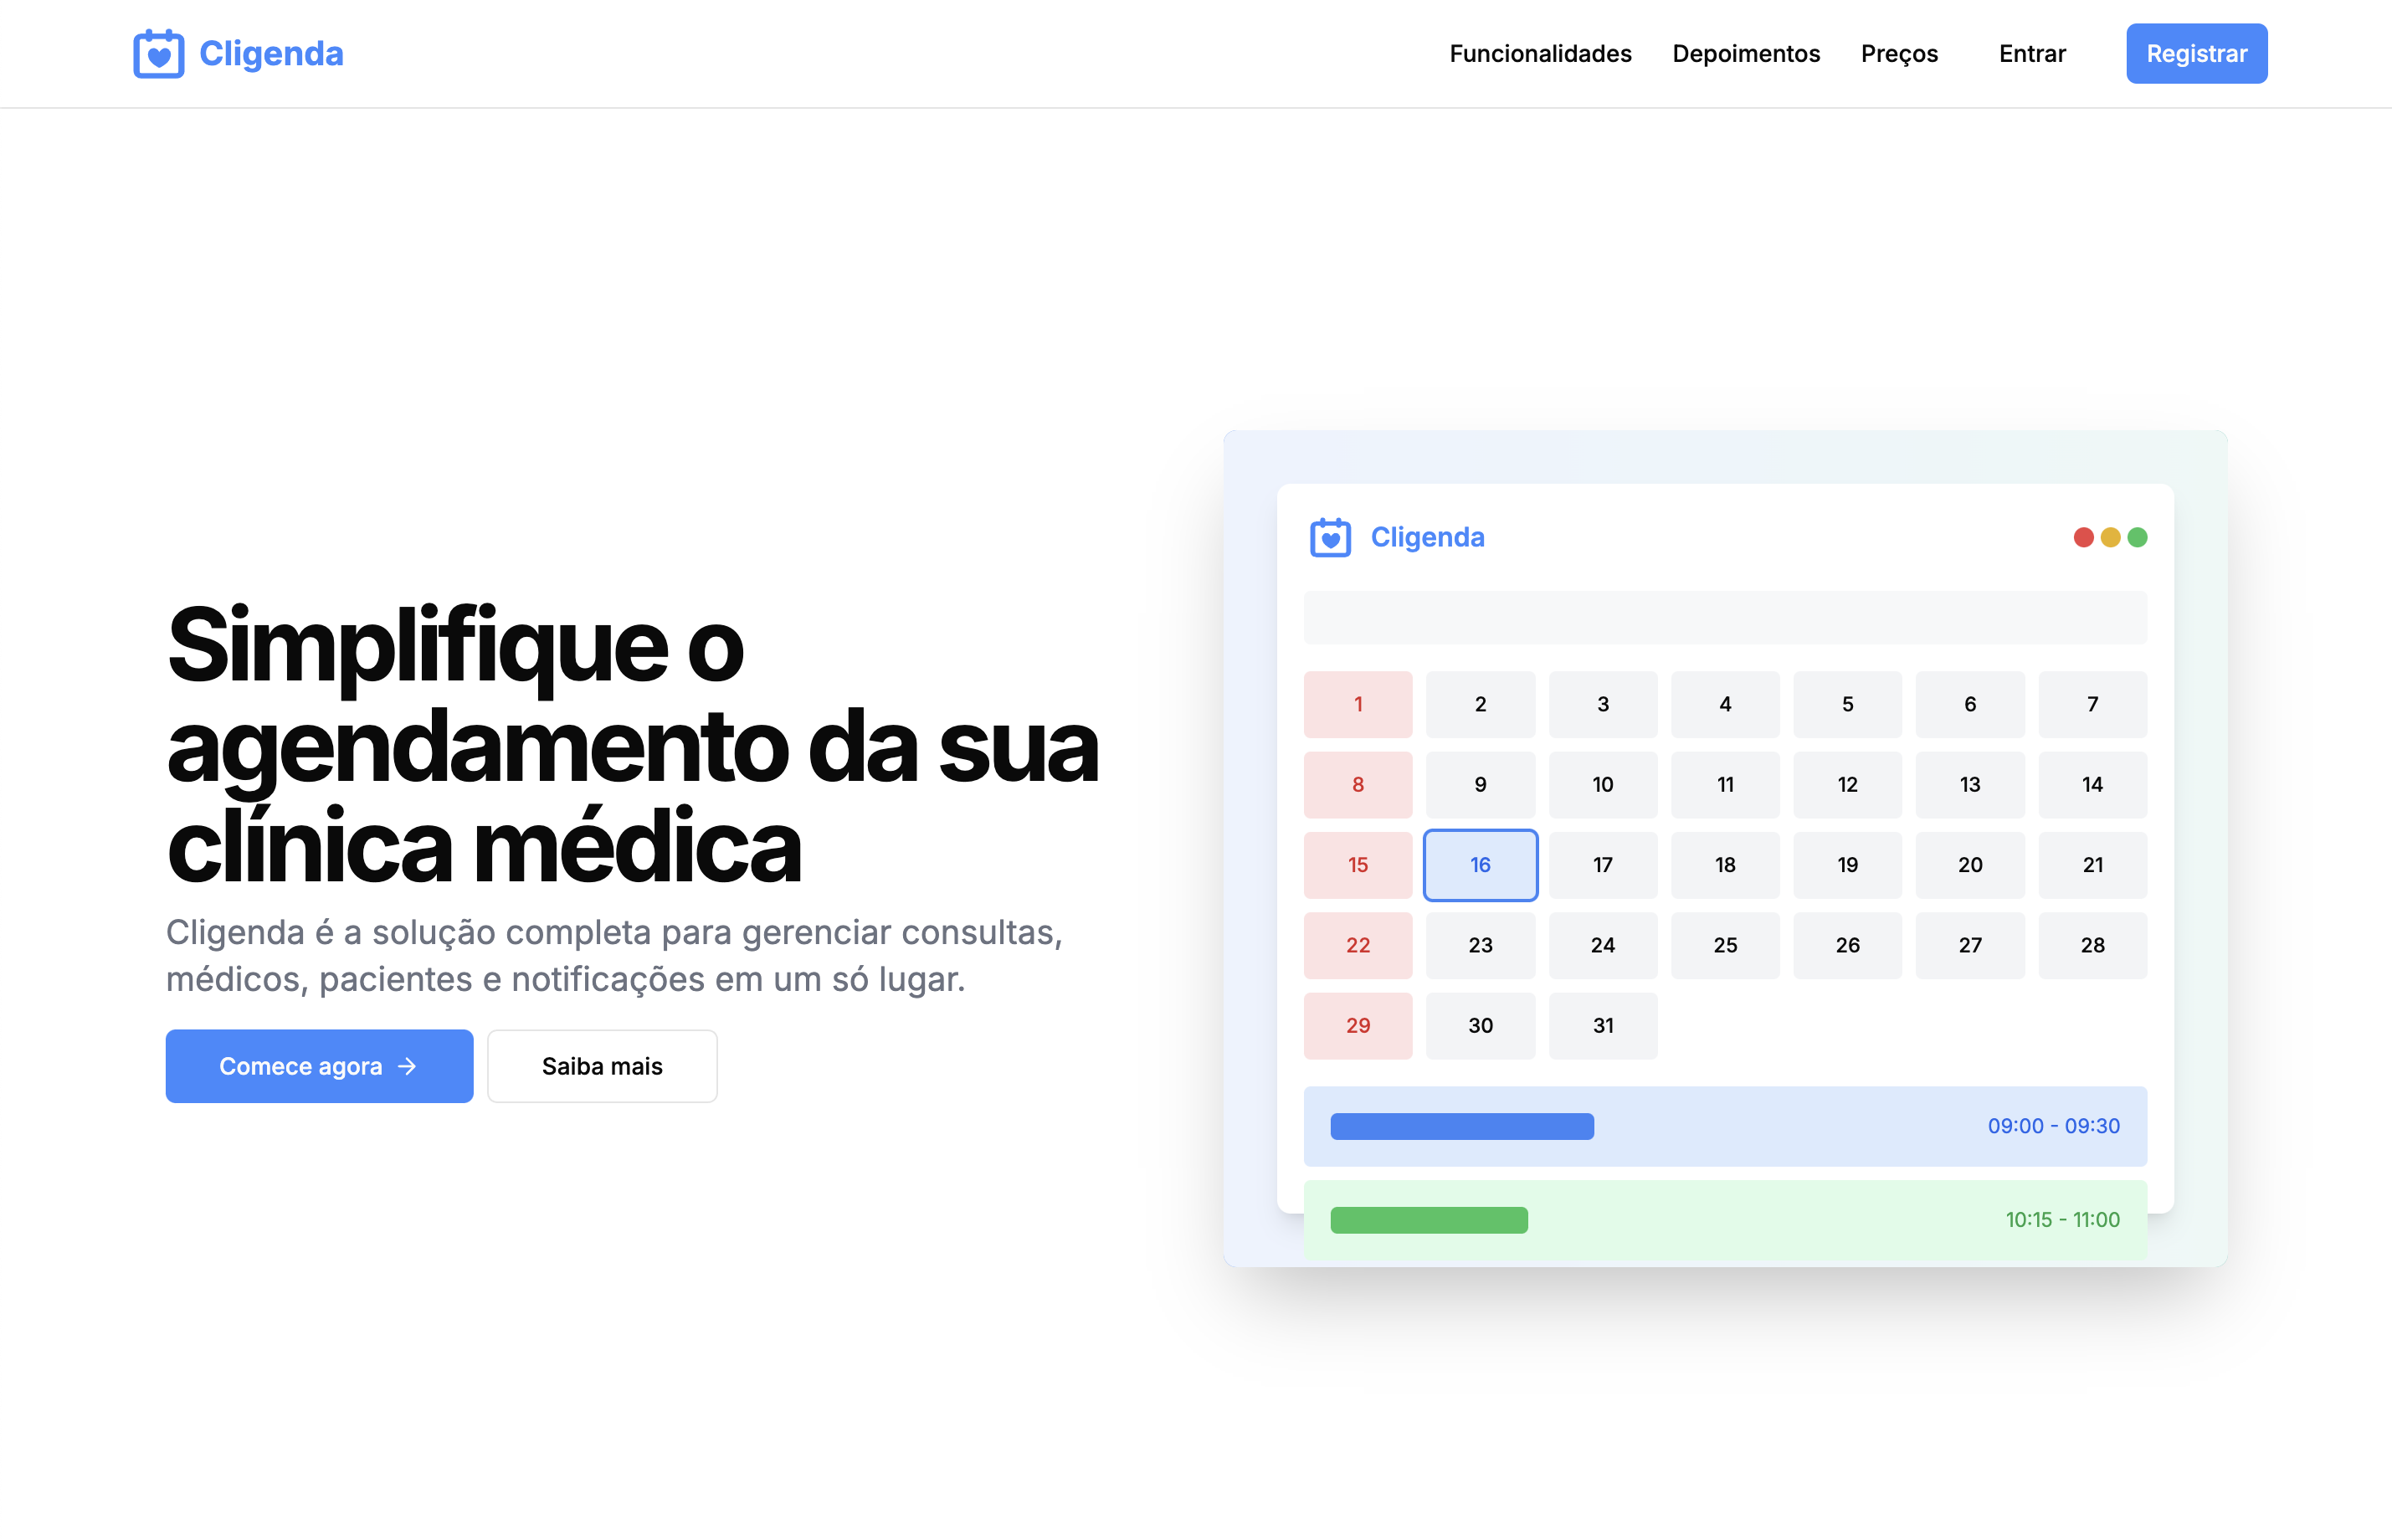 Cligenda
Funcionalidades Depoimentos Preços Entrar Registrar
Simplifique o
agendamento da sua
clínica médica
Cligenda é a solução completa para gerenciar consultas,
médicos, pacientes e notificações em um só lugar.
Comece agora →
Saiba mais
Cligenda
1 2 3 4 5 6 7
8 9 10 11 12 13 14
15 16 17 18 19 20 21
22 23 24 25 26 27 28
29 30 31
09:00 - 09:30
10:15 - 11:00